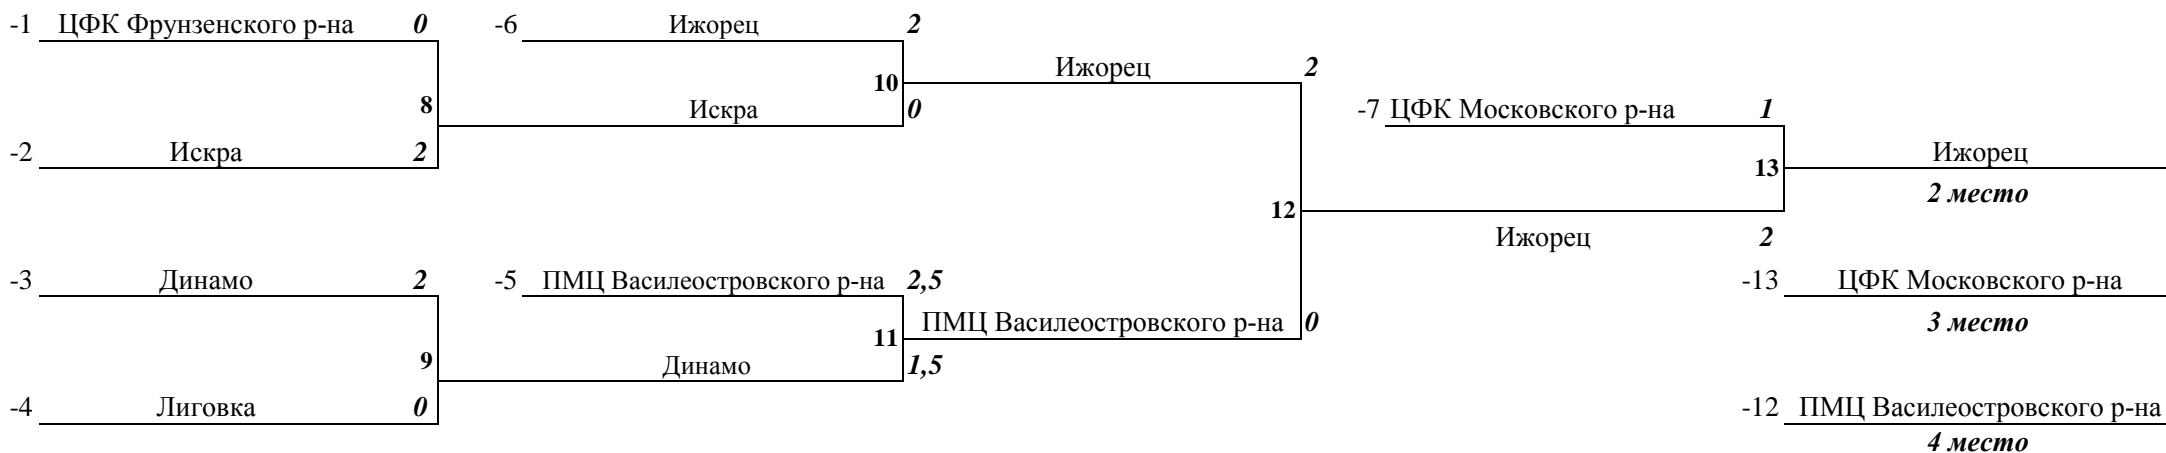 -1 ЦФК Фрунзенского р-на 0 -6 Ижорец 2
Ижорец 2
10
8 Искра 0 -7 ЦФК Московского р-на 1
-2 Искра 2 13 Ижорец
2 место
12
Ижорец 2
-3 Динамо 2 -5 ПМЦ Василеостровского р-на 2,5 -13 ЦФК Московского р-на
ПМЦ Василеостровского р-на 0 3 место
11
9 Динамо 1,5
-4 Лиговка 0 -12 ПМЦ Василеостровского р-на
4 место